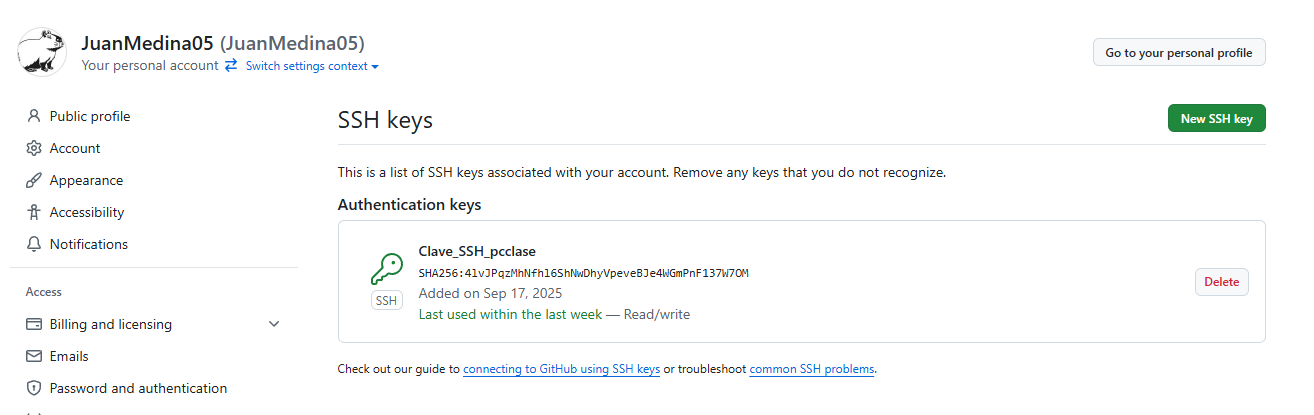 JuanMedina05 (JuanMedina05)
Your personal account Switch settings context
Go to your personal profile
Public profile
Account
Appearance
Accessibility
Notifications
Access
Billing and licensing
Emails
Password and authentication
SSH keys
New SSH key
This is a list of SSH keys associated with your account. Remove any keys that you do not recognize.
Authentication keys
Clave_SSH_pcclase
SHA256:4lvJPqzMhNfhl6ShNwDhyVpeveBJe4WGmPnF137W7OM
SSH
Added on Sep 17, 2025
Last used within the last week — Read/write
Delete
Check out our guide to connecting to GitHub using SSH keys or troubleshoot common SSH problems.